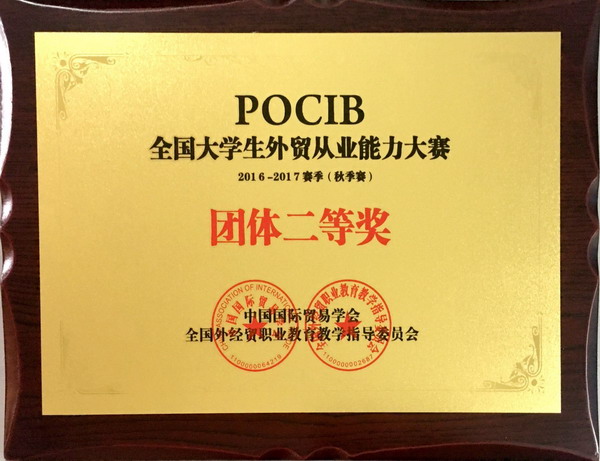 POCIB
全国大学生外贸从业能力大赛
2016-2017赛季（秋季赛）
团体二等奖
中国国际贸易学会
全国外经贸职业教育教学指导委员会